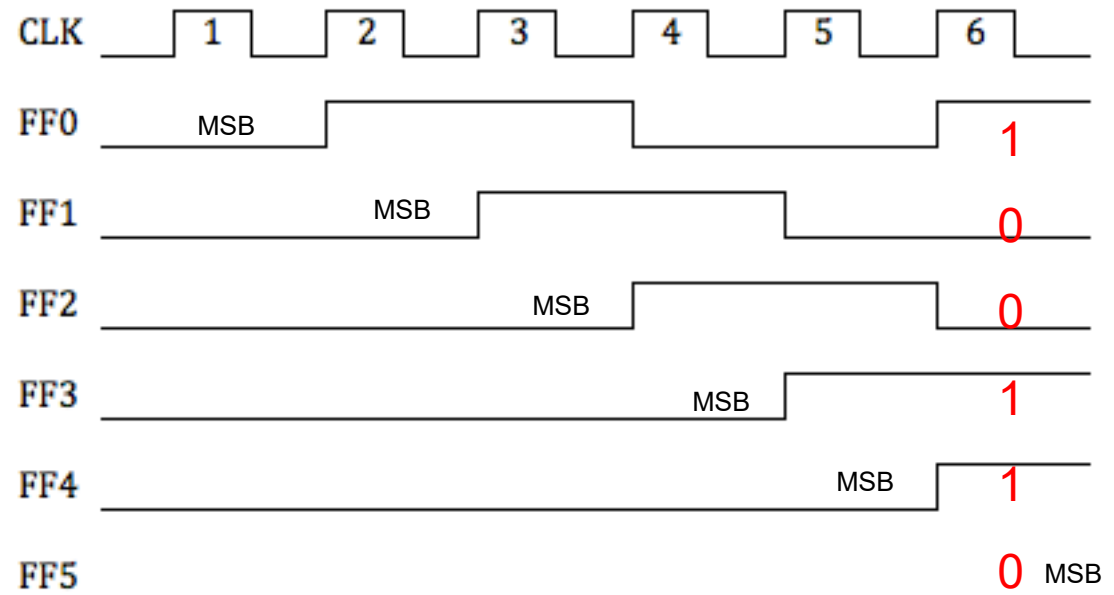 CLK 1 2 3 4 5 6
FF0 MSB 1
FF1 MSB 0
FF2 MSB 0
FF3 MSB 1
FF4 MSB 1
FF5 0 MSB